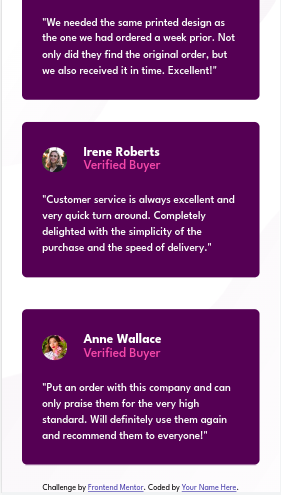 "We needed the same printed design as
the one we had ordered a week prior. Not
only did they find the original order, but
we also received it in time. Excellent!"
Irene Roberts
Verified Buyer
"Customer service is always excellent and
very quick turn around. Completely
delighted with the simplicity of the
purchase and the speed of delivery."
Anne Wallace
Verified Buyer
"Put an order with this company and can
only praise them for the very high
standard. Will definitely use them again
and recommend them to everyone!"
Challenge by Frontend Mentor. Coded by Your Name Here.